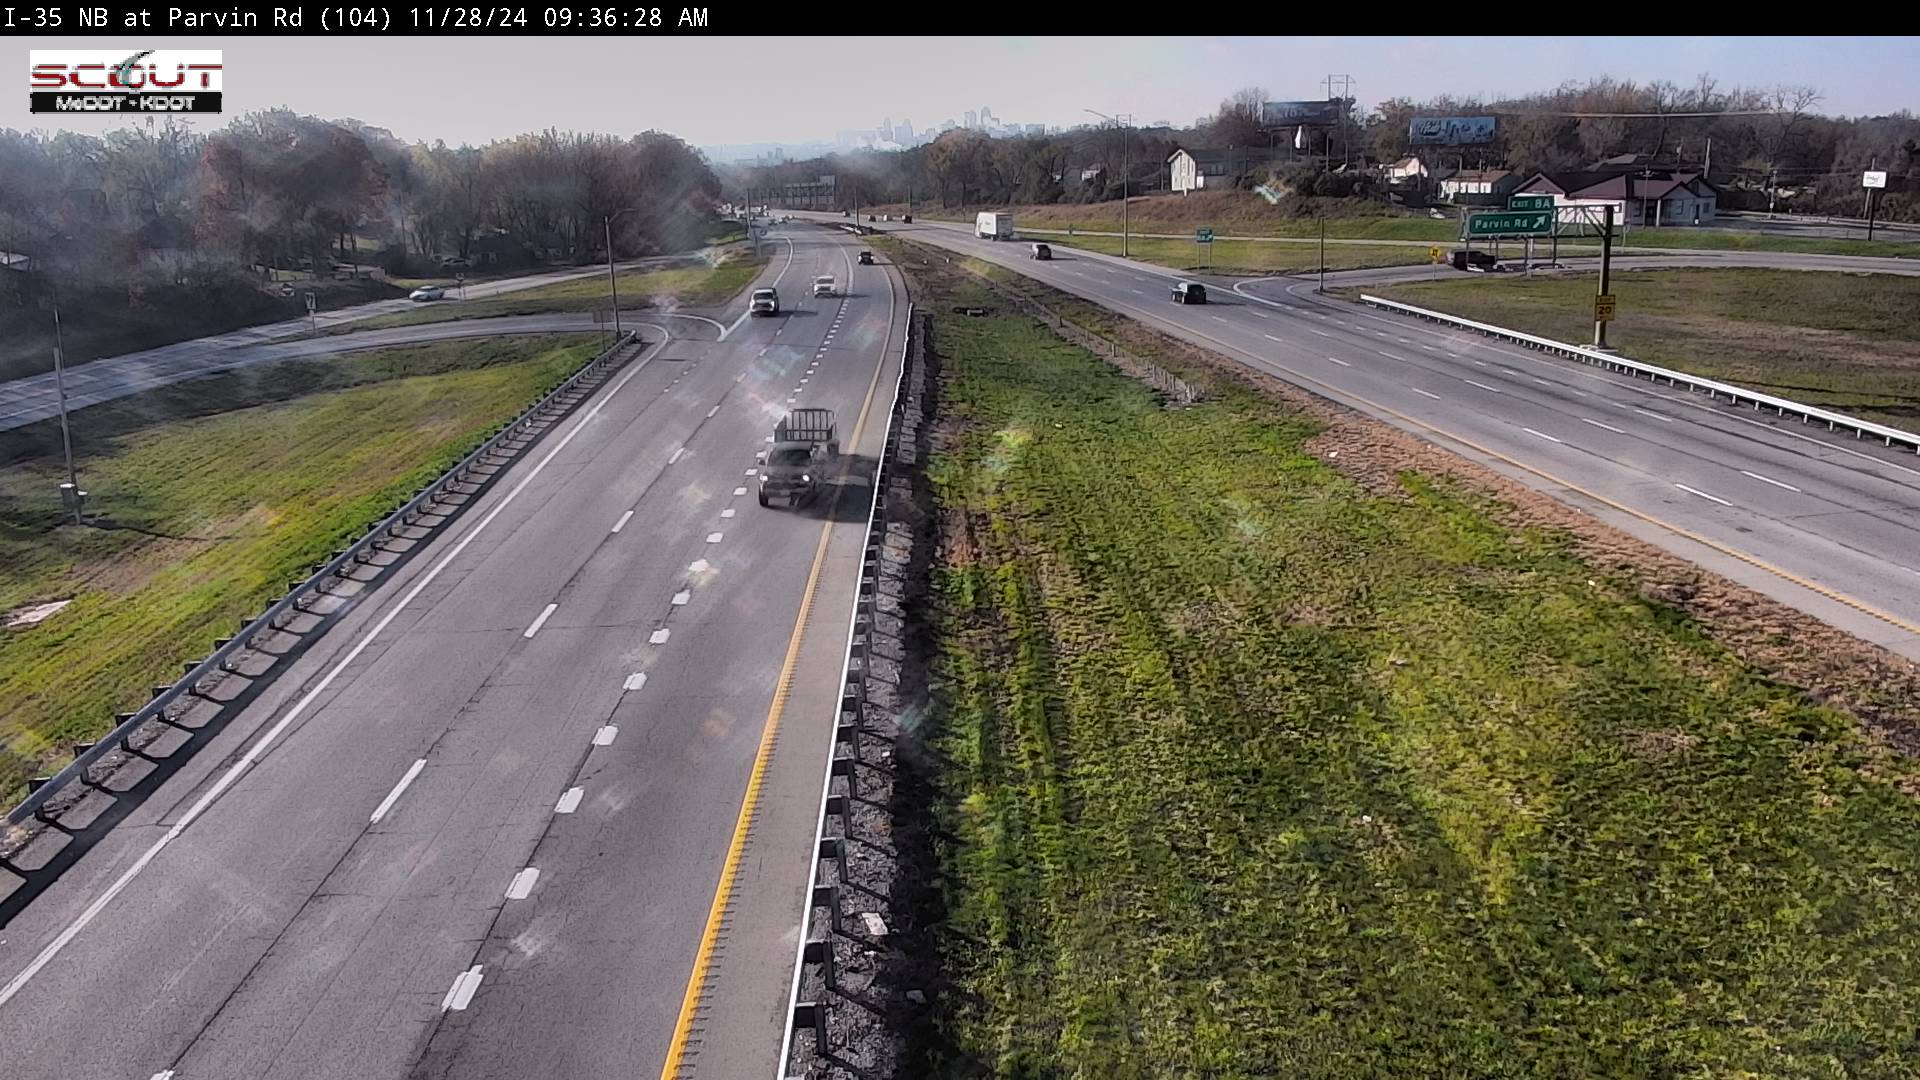 I-35 NB at Parvin Rd (104) 11/28/24 09:36:28 AM
SCOUT
MoDOT - KDOT
EXIT 8A
Parvin Rd
20